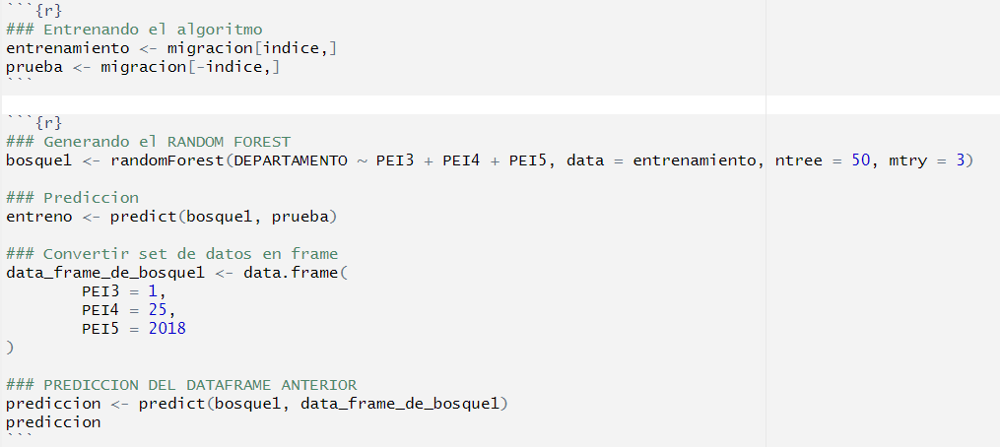 ```{r}
### Entrenando el algoritmo
entrenamiento <- migracion[indice,]
prueba <- migracion[-indice,]
```
```{r}
### Generando el RANDOM FOREST
bosque1 <- randomForest(DEPARTAMENTO ~ PEI3 + PEI4 + PEI5, data = entrenamiento, ntree = 50, mtry = 3)
### Prediccion
entreno <- predict(bosque1, prueba)
### Convertir set de datos en frame
data_frame_de_bosque1 <- data.frame(
PEI3 = 1,
PEI4 = 25,
PEI5 = 2018
)
### PREDICCION DEL DATAFRAME ANTERIOR
prediccion <- predict(bosque1, data_frame_de_bosque1)
prediccion
```